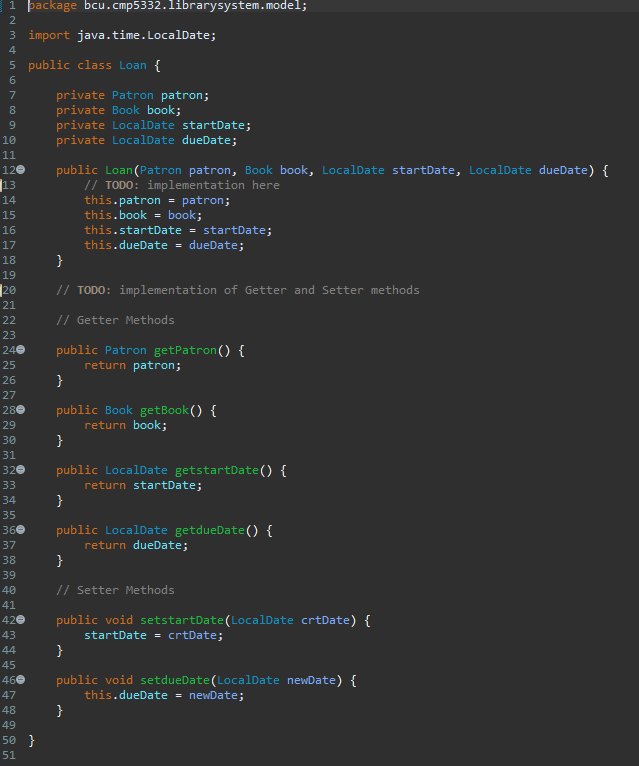 1 package bcu.cmp5332.librarysystem.model;
2
3 import java.time.LocalDate;
4
5 public class Loan {
6
7     private Patron patron;
8     private Book book;
9     private LocalDate startDate;
10     private LocalDate dueDate;
11
12     public Loan(Patron patron, Book book, LocalDate startDate, LocalDate dueDate) {
13         // TODO: implementation here
14         this.patron = patron;
15         this.book = book;
16         this.startDate = startDate;
17         this.dueDate = dueDate;
18     }
19
20     // TODO: implementation of Getter and Setter methods
21
22     // Getter Methods
23
24     public Patron getPatron() {
25         return patron;
26     }
27
28     public Book getBook() {
29         return book;
30     }
31
32     public LocalDate getstartDate() {
33         return startDate;
34     }
35
36     public LocalDate getdueDate() {
37         return dueDate;
38     }
39
40     // Setter Methods
41
42     public void setstartDate(LocalDate crtDate) {
43         startDate = crtDate;
44     }
45
46     public void setdueDate(LocalDate newDate) {
47         this.dueDate = newDate;
48     }
49
50 }
51